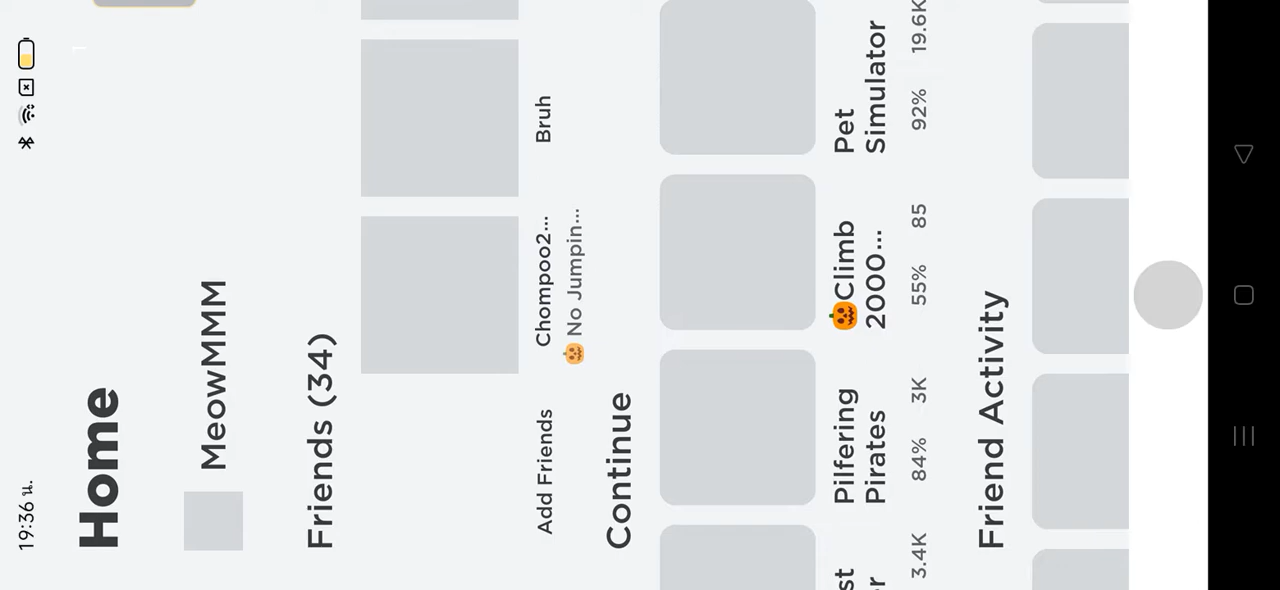 19:36 น.
Home
MeowMMM
Friends (34)
Add Friends
Chompoo2...
🎃 No Jumpin...
Bruh
Continue
st
r
3.4K
Pilfering
Pirates
84% 3K
🎃Climb
2000...
55% 85
Pet
Simulator
92% 19.6K
Friend Activity